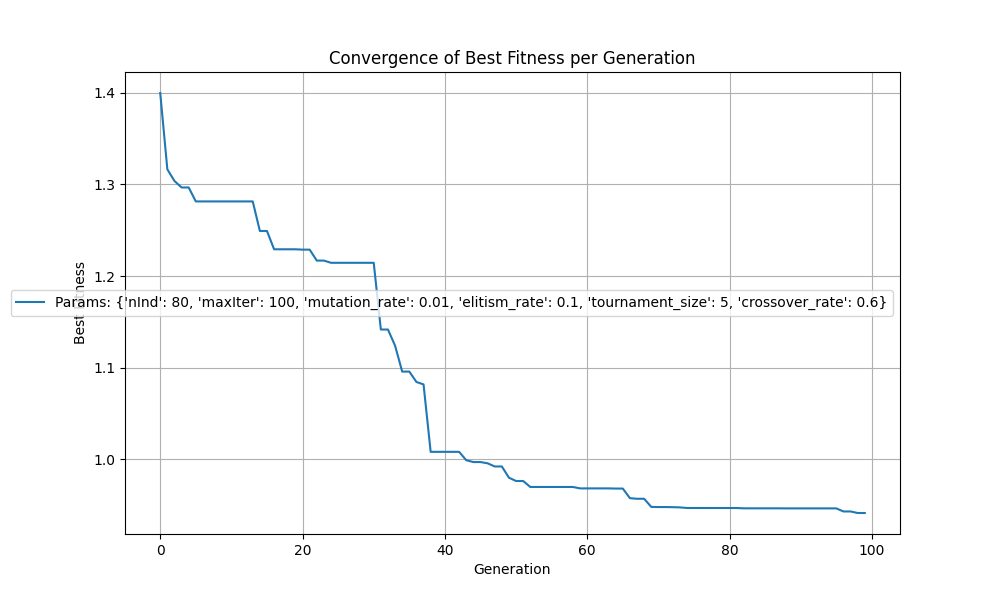 Convergence of Best Fitness per Generation
1.4
1.3
1.2
1.1
1.0
Best Fitness
Params: {'nInd': 80, 'maxIter': 100, 'mutation_rate': 0.01, 'elitism_rate': 0.1, 'tournament_size': 5, 'crossover_rate': 0.6}
0
20
40
60
80
100
Generation